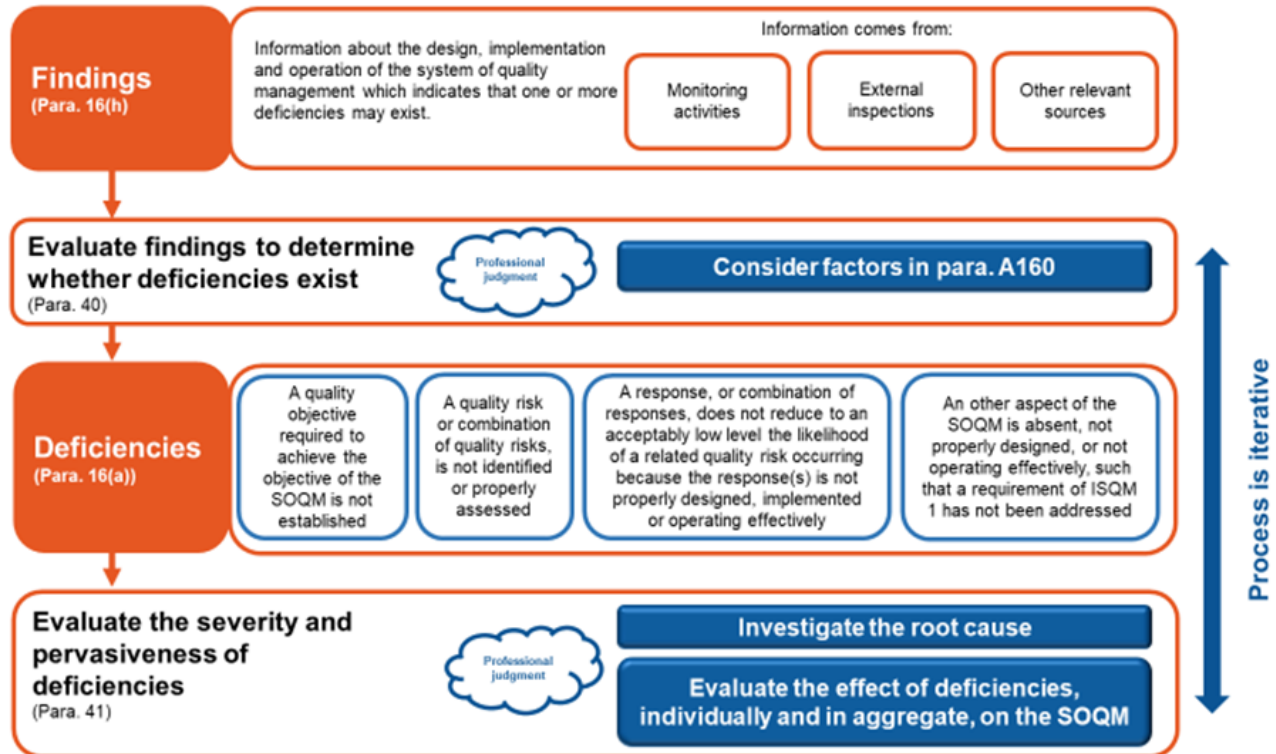 Findings
(Para. 16(h)
Information about the design, implementation
and operation of the system of quality
management which indicates that one or more
deficiencies may exist.
Information comes from:
Monitoring
activities
External
inspections
Other relevant
sources
Evaluate findings to determine
whether deficiencies exist
(Para. 40)
Professional
judgment
Consider factors in para. A160
Deficiencies
(Para. 16(a))
A quality
objective
required to
achieve the
objective of the
SOQM is not
established
A quality risk
or combination
of quality risks,
is not identified
or properly
assessed
A response, or combination of
responses, does not reduce to an
acceptably low level the likelihood
of a related quality risk occurring
because the response(s) is not
properly designed, implemented
or operating effectively
An other aspect of the
SOQM is absent, not
properly designed, or not
operating effectively, such
that a requirement of ISQM
1 has not been addressed
Evaluate the severity and
pervasiveness of
deficiencies
(Para. 41)
Professional
judgment
Investigate the root cause
Evaluate the effect of deficiencies,
individually and in aggregate, on the SOQM
Process is iterative